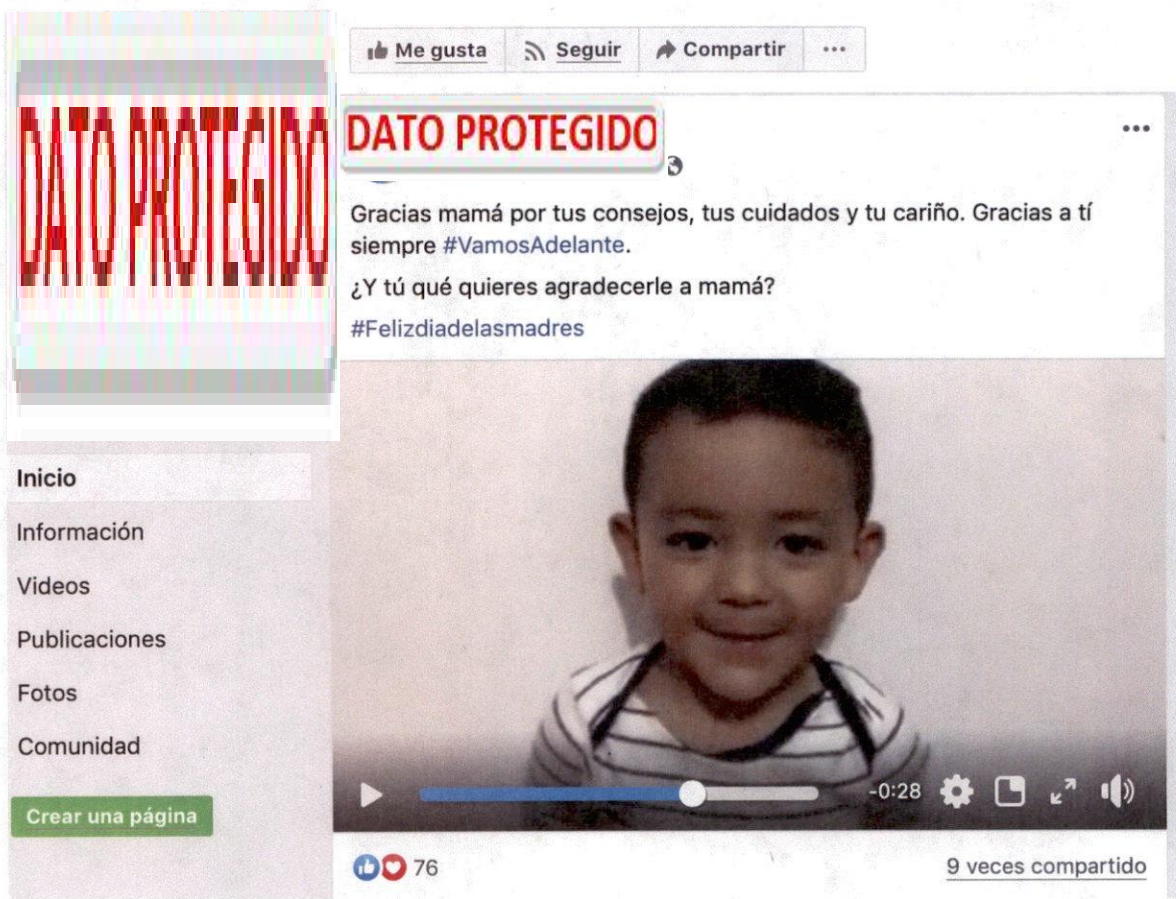 Me gusta Seguir Compartir
DATO PROTEGIDO
DATO PROTEGIDO
Gracias mamá por tus consejos, tus cuidados y tu cariño. Gracias a tí
siempre #VamosAdelante.
¿Y tú qué quieres agradecerle a mamá?
#Felizdiadelasmadres
Inicio
Información
Videos
Publicaciones
Fotos
Comunidad
Crear una página
-0:28
76
9 veces compartido